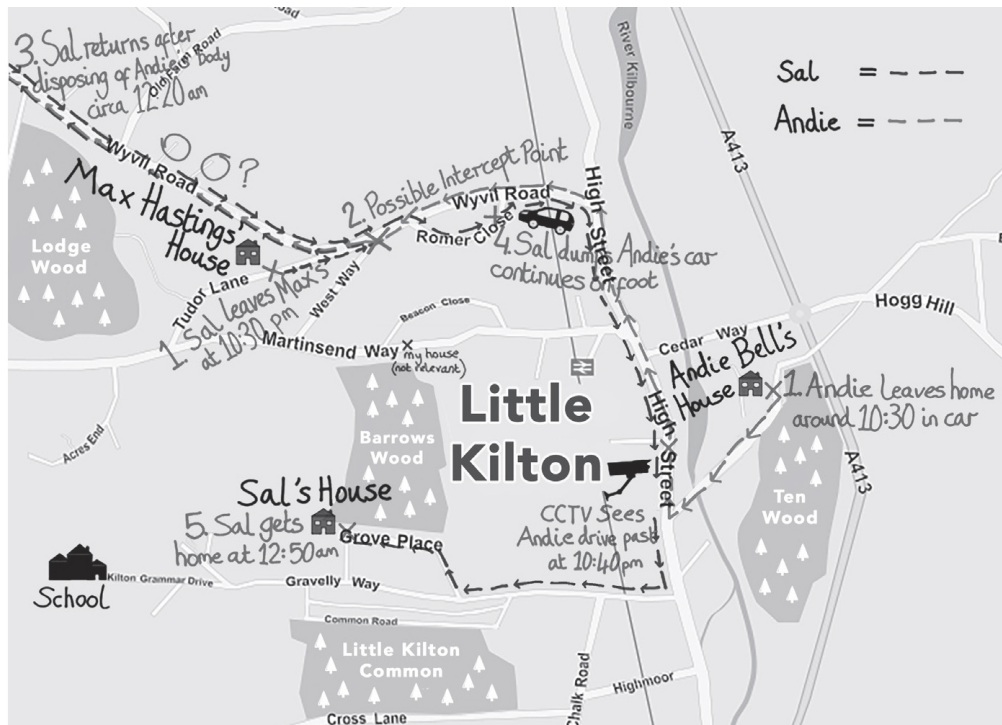 Road
3. Sal returns after
disposing of Andie's body
circa 12:20 am
Old Farm Road
Wyvil Road
?
River Kilbourne
Sal =
Andie =
A413
Max Hastings'
House
Lodge
Wood
2. Possible Intercept Point
Wyvil Road
Romer Close
High Street
4. Sal dumps Andie's car
continues on foot
Tudor Lane
1. Sal leaves Max's
at 10:30 pm
West Way
Beacon Close
Martinsend Way
my house
(not relevant)
Cedar Way
Hogg Hill
Andie Bell's
House
1. Andie leaves home
around 10:30 in car
Little
Kilton
High Street
A413
Acres End
Barrows
Wood
Ten
Wood
Sal's House
5. Sal gets
home at 12:50am
Grove Place
CCTV sees
Andie drive past
at 10:40pm
School
Kilton Grammar Drive
Gravelly Way
Common Road
Little Kilton
Common
Chalk Road
Highmoor
Cross Lane